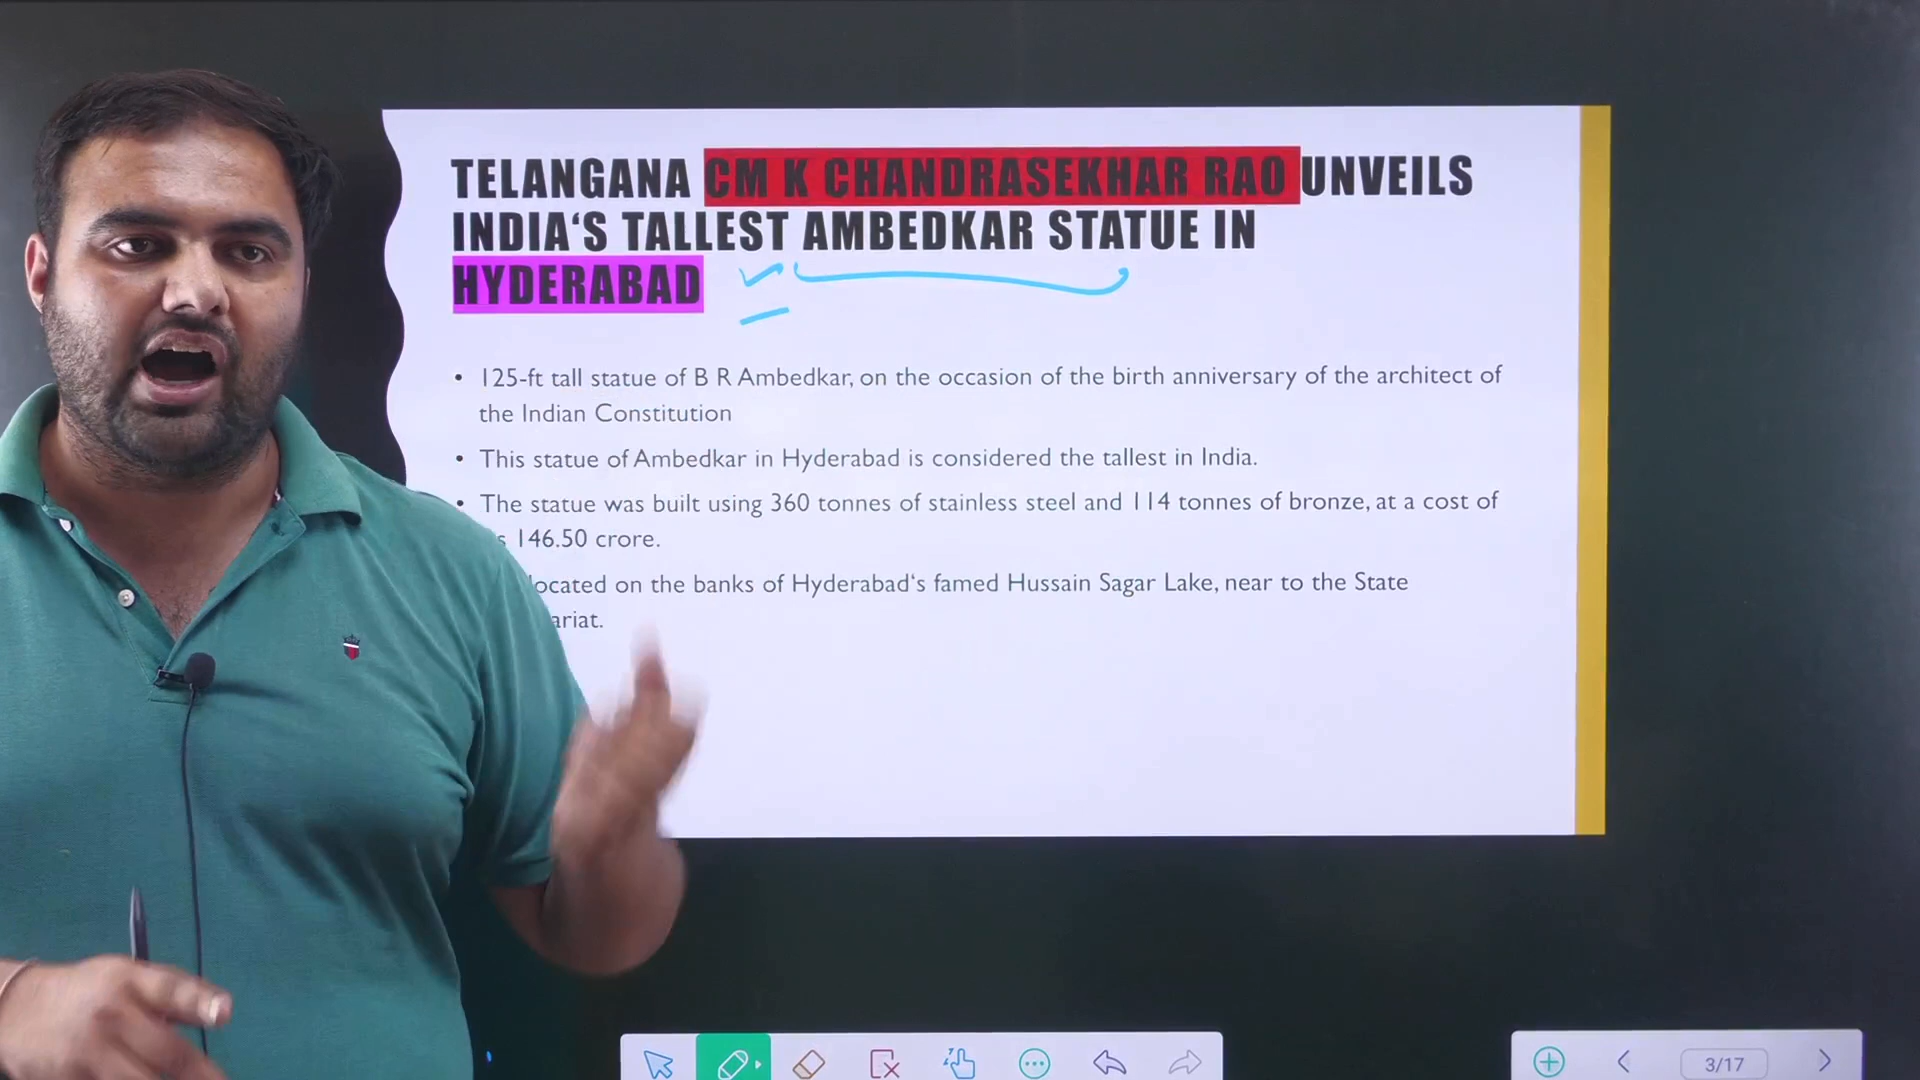 TELANGANA CM K CHANDRASEKHAR RAO UNVEILS
INDIA‘S TALLEST AMBEDKAR STATUE IN
HYDERABAD
• 125-ft tall statue of B R Ambedkar, on the occasion of the birth anniversary of the architect of
the Indian Constitution
• This statue of Ambedkar in Hyderabad is considered the tallest in India.
• The statue was built using 360 tonnes of stainless steel and 114 tonnes of bronze, at a cost of
146.50 crore.
on the banks of Hyderabad‘s famed Hussain Sagar Lake, near to the State
3/17